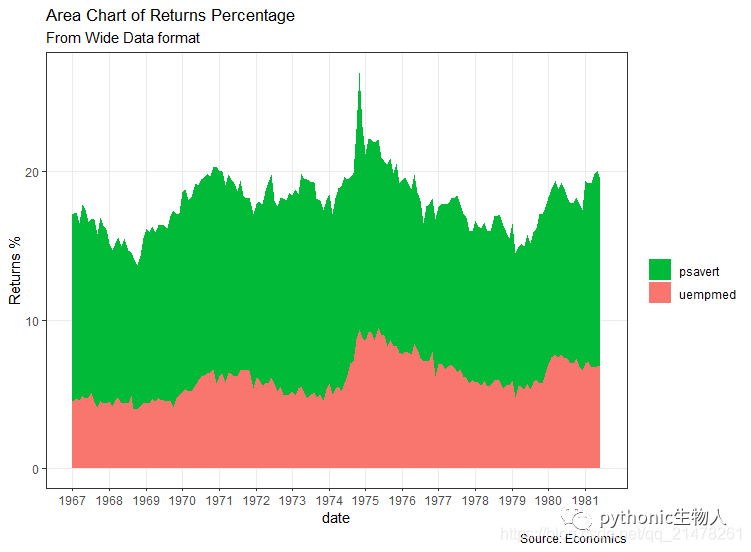 Area Chart of Returns Percentage
From Wide Data format
Returns %
20
10
0
1967 1968 1969 1970 1971 1972 1973 1974 1975 1976 1977 1978 1979 1980 1981
date
psavert
uempmed
pythonic生物人
Source: Economics
net/qq_21478261